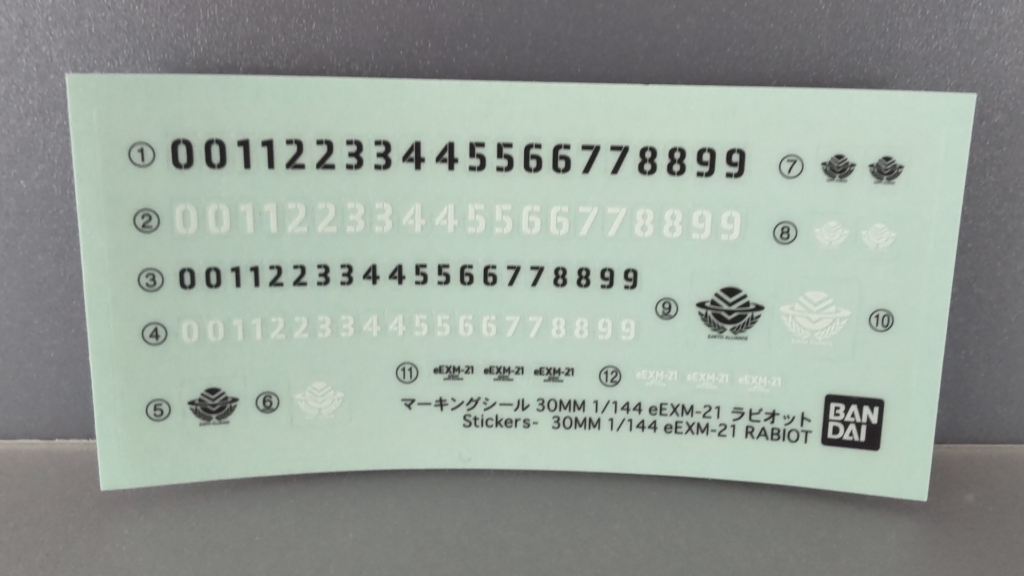 ① 00112233445566778899
② 00112233445566778899
③ 00112233445566778899
④ 00112233445566778899
⑤
⑥
⑦
⑧
⑨ EARTH ALLIANCE
⑩
⑪ eEXM-21 eEXM-21 eEXM-21
⑫ eEXM-21 eEXM-21 eEXM-21
マーキングシール 30MM 1/144 eEXM-21 ラビオット
Stickers- 30MM 1/144 eEXM-21 RABIOT
BAN
DAI